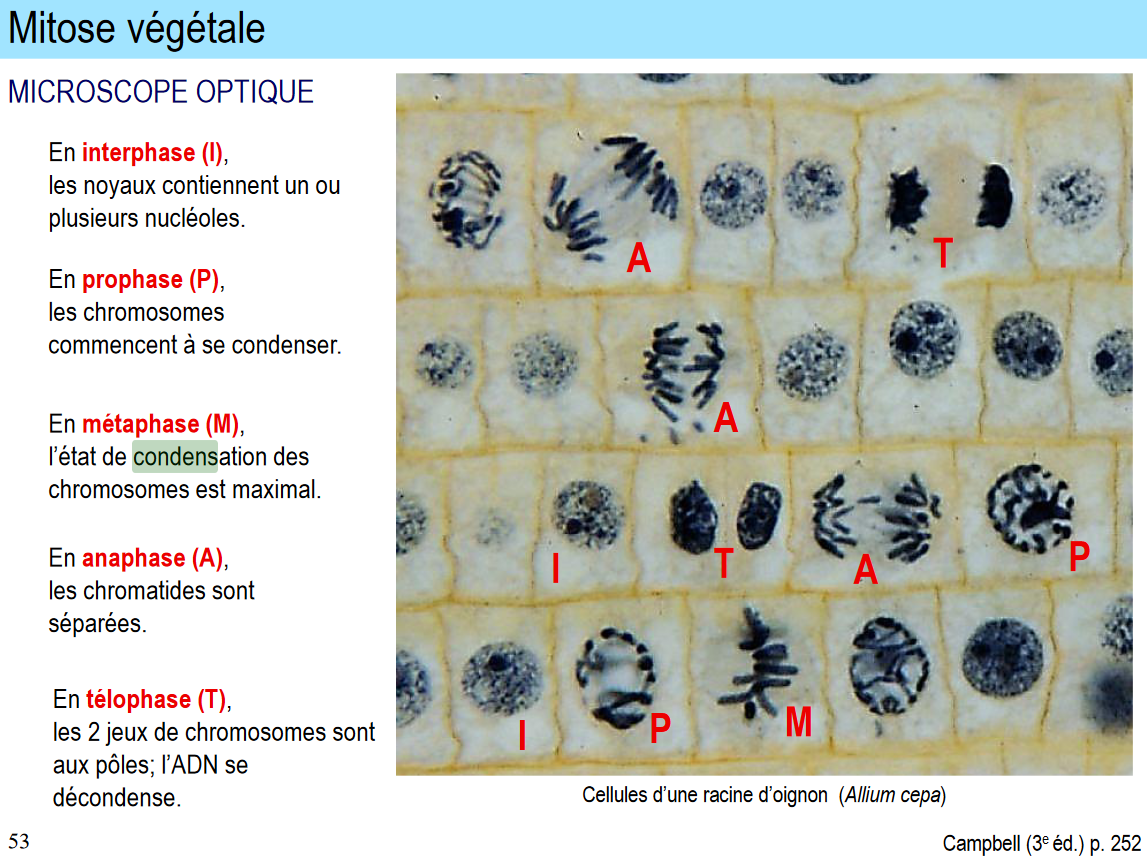 Mitose végétale
MICROSCOPE OPTIQUE
En interphase (I),
les noyaux contiennent un ou
plusieurs nucléoles.
En prophase (P),
les chromosomes
commencent à se condenser.
En métaphase (M),
l’état de condensation des
chromosomes est maximal.
En anaphase (A),
les chromatides sont
séparées.
En télophase (T),
les 2 jeux de chromosomes sont
aux pôles; l’ADN se
décondense.
A
T
A
I
T
A
P
I
P
M
Cellules d’une racine d’oignon (Allium cepa)
53
Campbell (3e éd.) p. 252